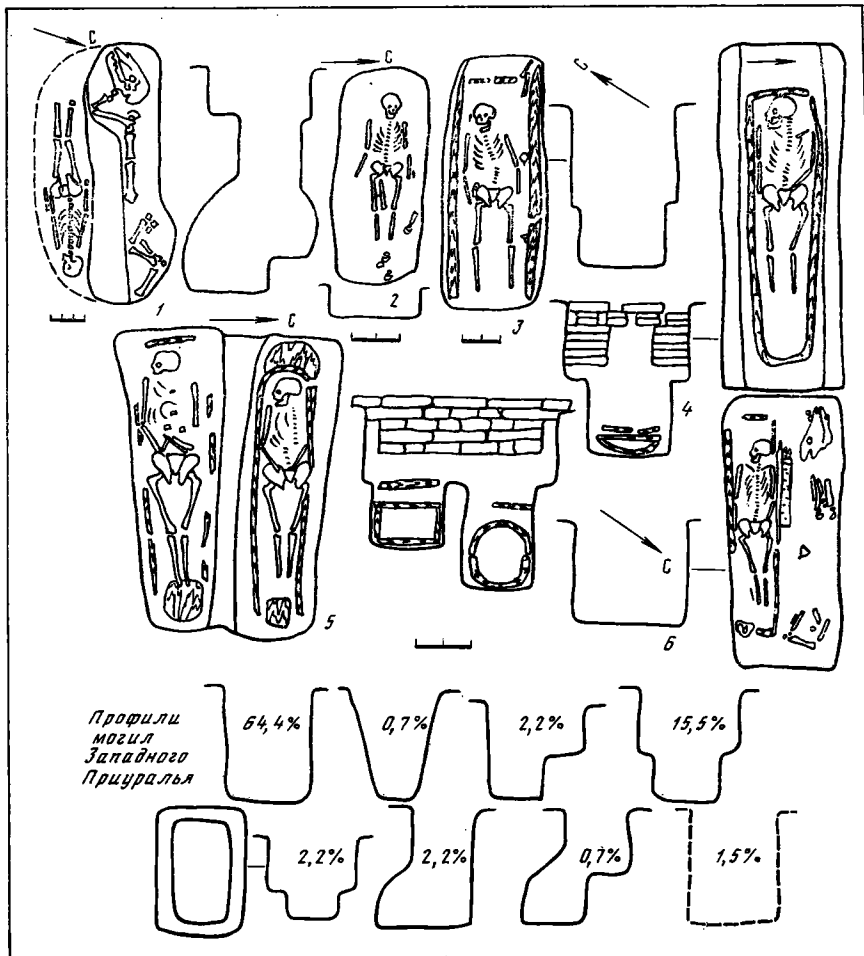 С
С
С
1
2
3
4
С
5
С
6
Профили
могил
Западного
Приуралья
64,4%
0,7%
2,2%
15,5%
2,2%
2,2%
0,7%
1,5%